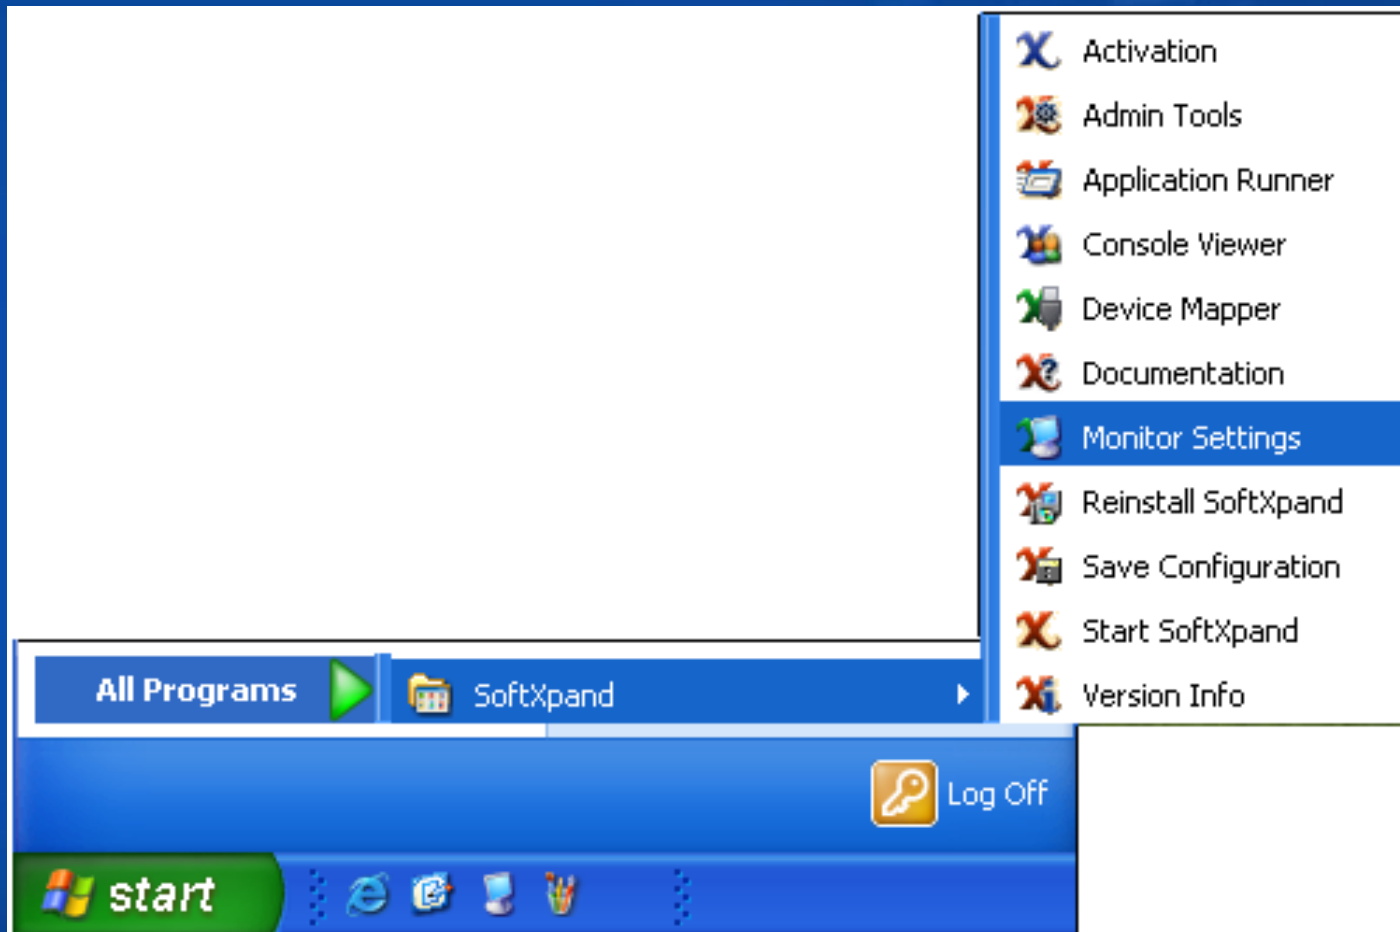 Activation
Admin Tools
Application Runner
Console Viewer
Device Mapper
Documentation
Monitor Settings
Reinstall SoftXpand
Save Configuration
Start SoftXpand
Version Info
All Programs
SoftXpand
Log Off
start